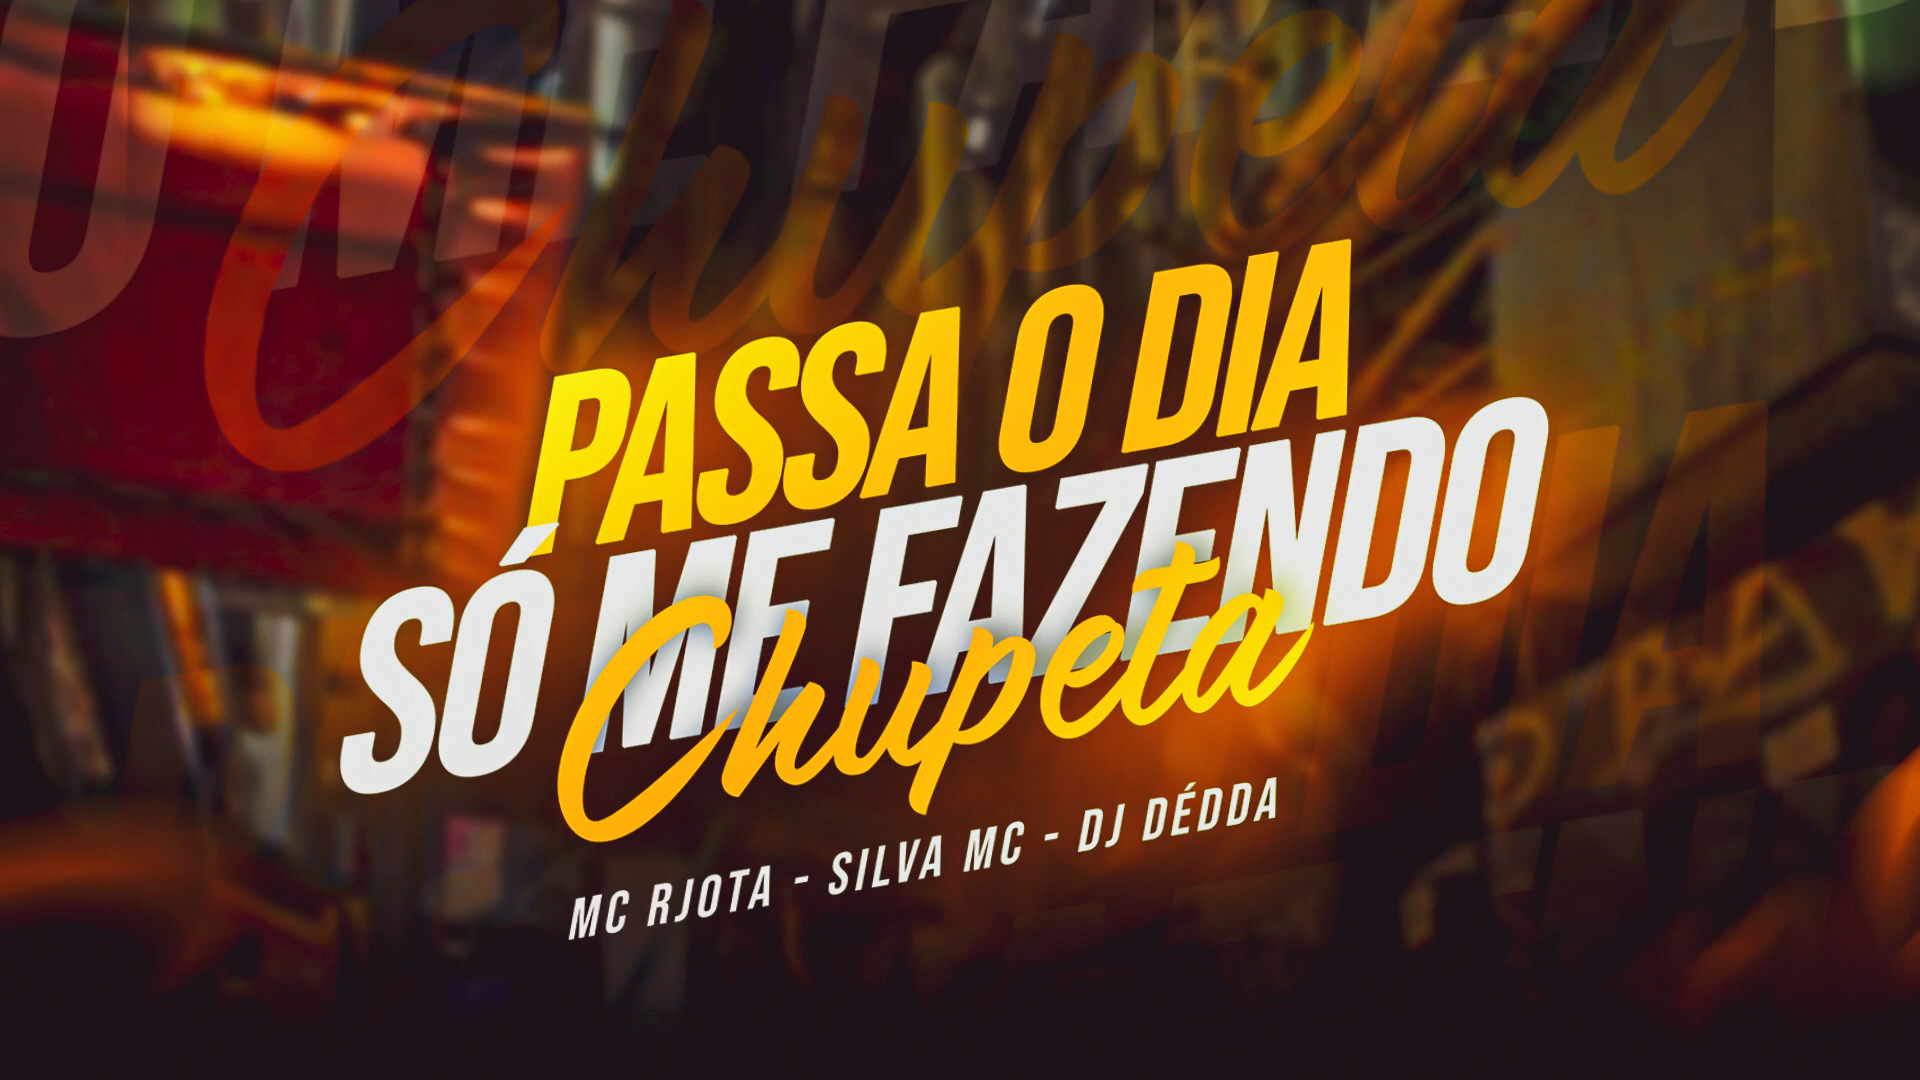 PASSA O DIA
SÓ ME FAZENDO
Chupeta
MC RJOTA - SILVA MC - DJ DÉDDA